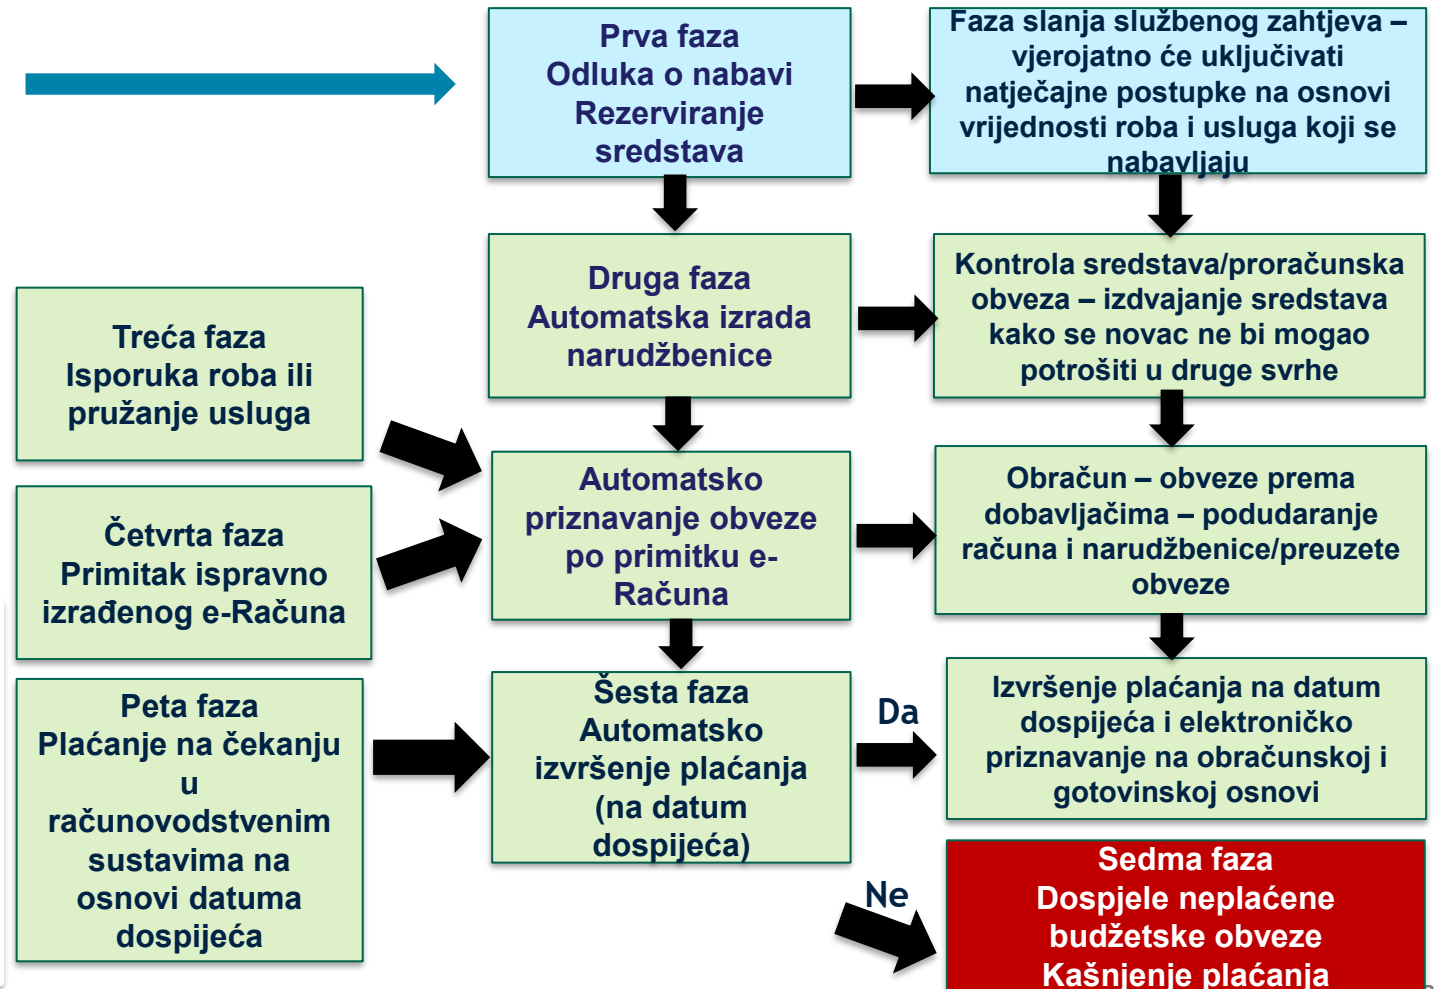 Prva faza
Odluka o nabavi
Rezerviranje
sredstava
Faza slanja službenog zahtjeva –
vjerojatno će uključivati
natječajne postupke na osnovi
vrijednosti roba i usluga koji se
nabavljaju
Druga faza
Automatska izrada
narudžbenice
Kontrola sredstava/proračunska
obveza – izdvajanje sredstava
kako se novac ne bi mogao
potrošiti u druge svrhe
Treća faza
Isporuka roba ili
pružanje usluga
Automatsko
priznavanje obveze
po primitku e-
Računa
Obračun – obveze prema
dobavljačima – podudaranje
računa i narudžbenice/preuzete
obveze
Četvrta faza
Primitak ispravno
izrađenog e-Računa
Peta faza
Plaćanje na čekanju
u
računovodstvenim
sustavima na
osnovi datuma
dospijeća
Šesta faza
Automatsko
izvršenje plaćanja
(na datum
dospijeća)
Da
Izvršenje plaćanja na datum
dospijeća i elektroničko
priznavanje na obračunskoj i
gotovinskoj osnovi
Ne
Sedma faza
Dospjele neplaćene
budžetske obveze
Kašnjenje plaćanja